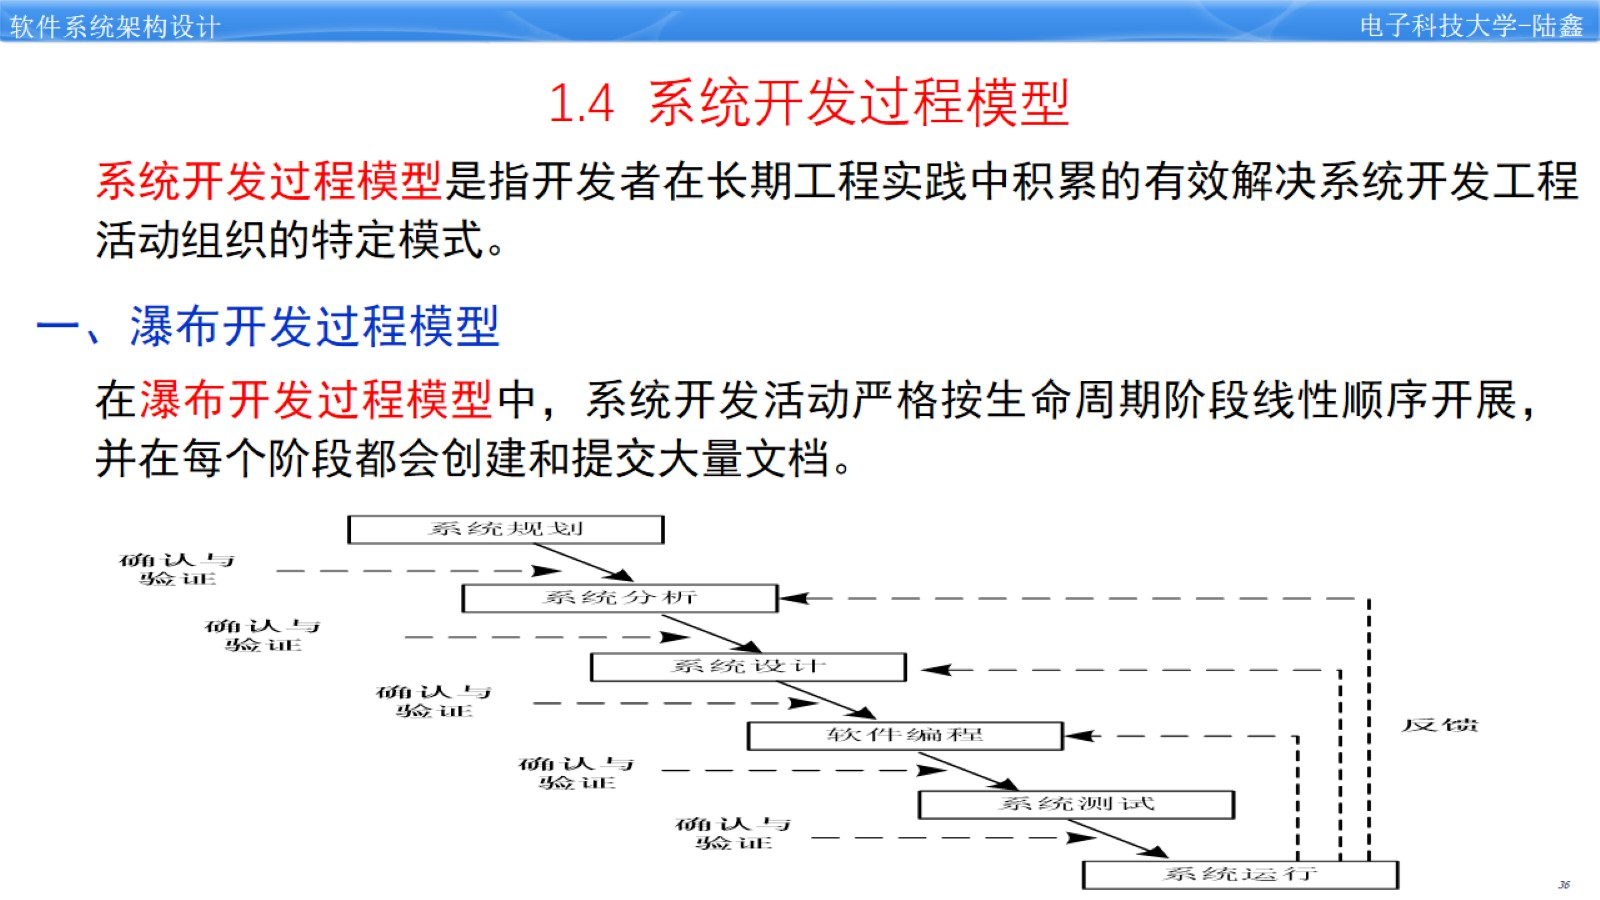 软件系统架构设计
电子科技大学-陆鑫
1.4 系统开发过程模型
系统开发过程模型是指开发者在长期工程实践中积累的有效解决系统开发工程
活动组织的特定模式。
一、瀑布开发过程模型
在瀑布开发过程模型中，系统开发活动严格按生命周期阶段线性顺序开展，
并在每个阶段都会创建和提交大量文档。
系统规划
确认与
验证
系统分析
确认与
验证
系统设计
确认与
验证
软件编程
反馈
确认与
验证
系统测试
确认与
验证
系统运行
36